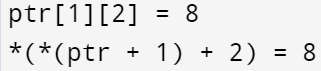 ptr[1][2] = 8
*(*(ptr + 1) + 2) = 8